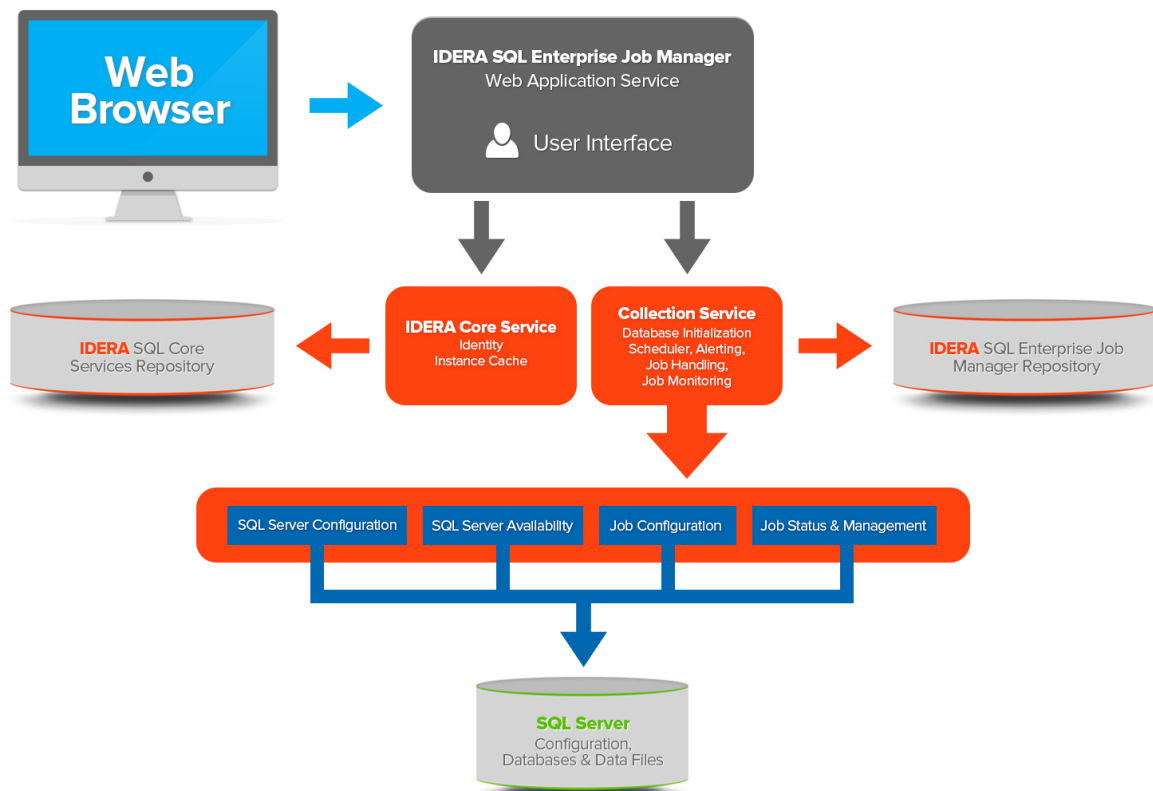 Web
Browser
IDERA SQL Enterprise Job Manager
Web Application Service
User Interface
IDERA SQL Core
Services Repository
IDERA Core Service
Identity
Instance Cache
Collection Service
Database Initialization
Scheduler, Alerting,
Job Handling,
Job Monitoring
IDERA SQL Enterprise Job
Manager Repository
SQL Server Configuration
SQL Server Availability
Job Configuration
Job Status & Management
SQL Server
Configuration,
Databases & Data Files